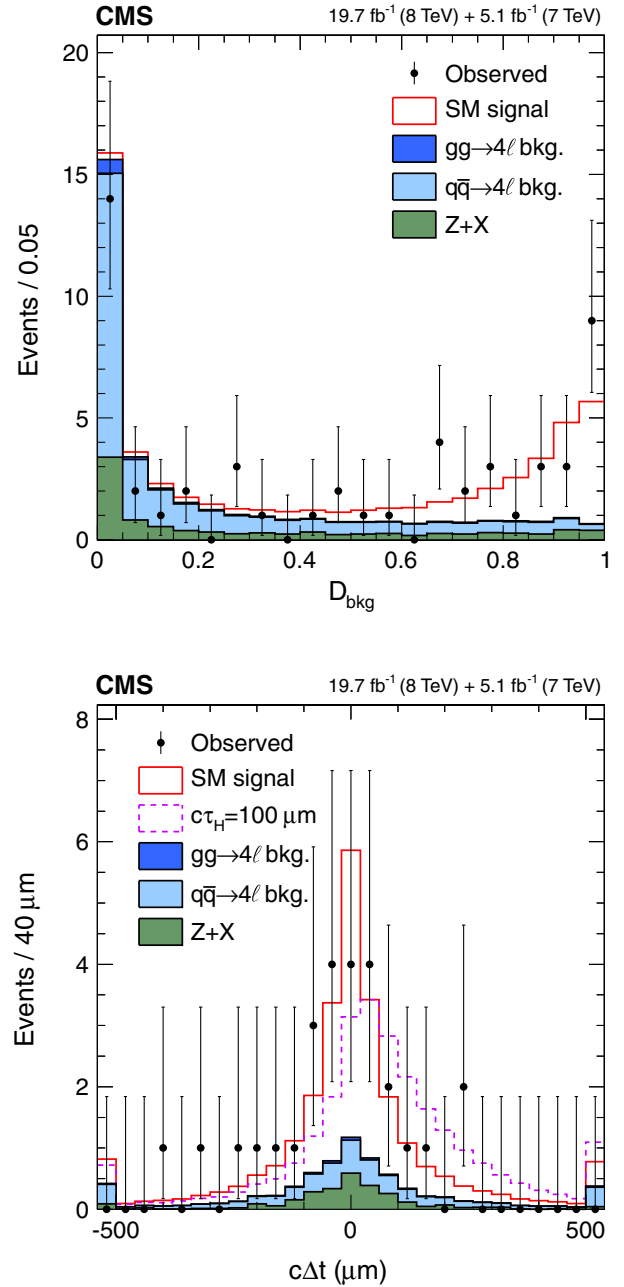 CMS 19.7 fb⁻¹ (8 TeV) + 5.1 fb⁻¹ (7 TeV)
20
15
10
5
0
Events / 0.05
Observed
SM signal
gg→4ℓ bkg.
qq̄→4ℓ bkg.
Z+X
0 0.2 0.4 0.6 0.8 1
D_bkg
CMS 19.7 fb⁻¹ (8 TeV) + 5.1 fb⁻¹ (7 TeV)
8
6
4
2
0
Events / 40 μm
Observed
SM signal
cτ_H=100 μm
gg→4ℓ bkg.
qq̄→4ℓ bkg.
Z+X
-500 0 500
cΔt (μm)